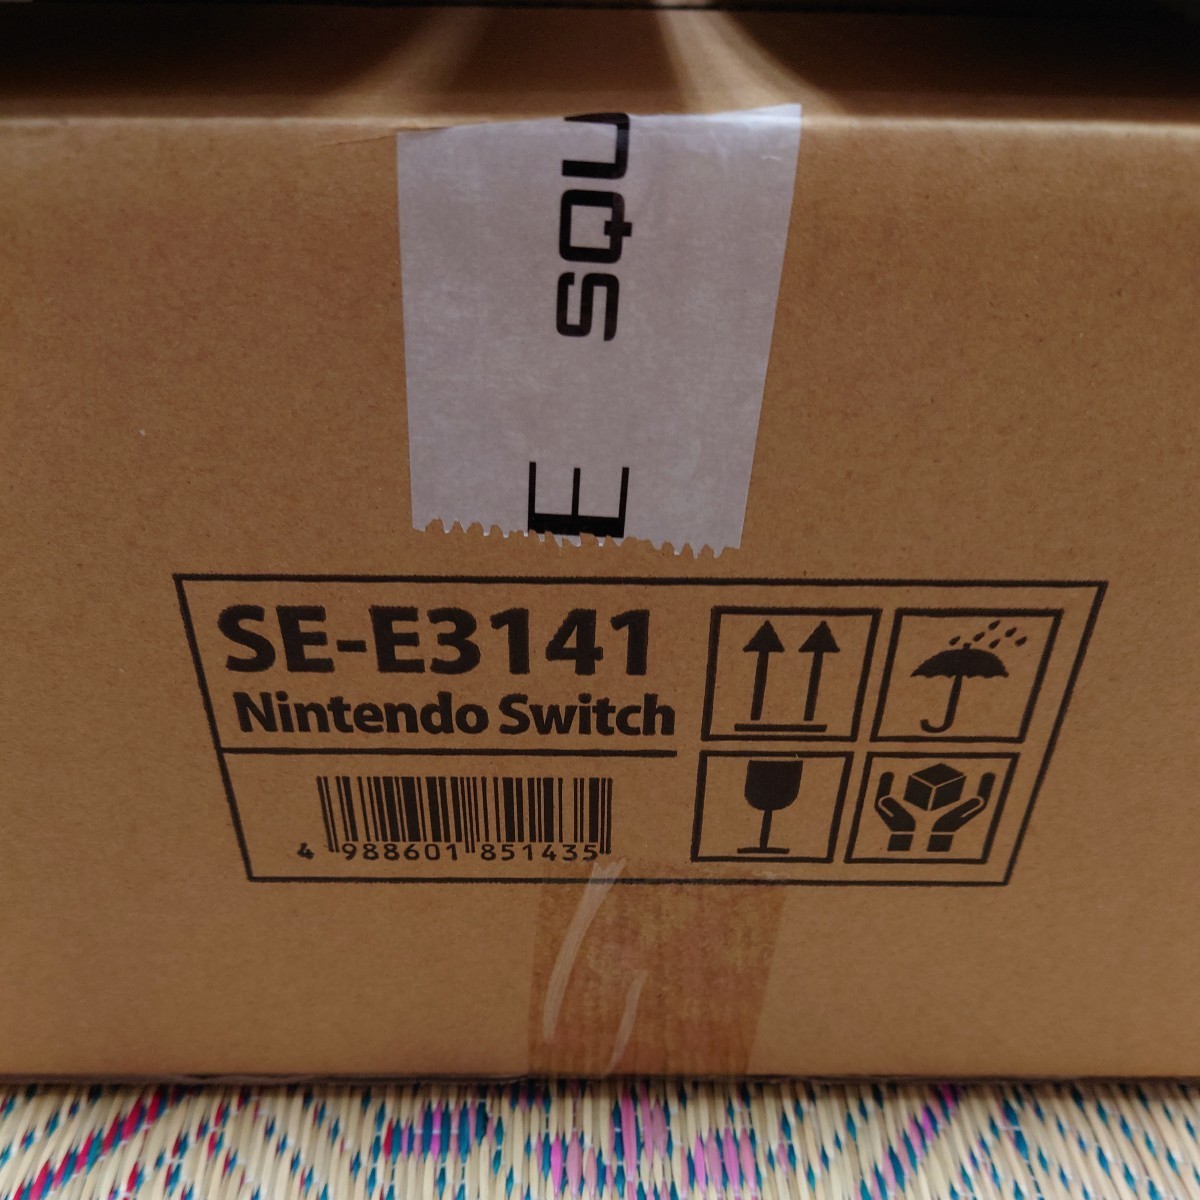 SQU
E
SE-E3141
Nintendo Switch
4 988601 851435